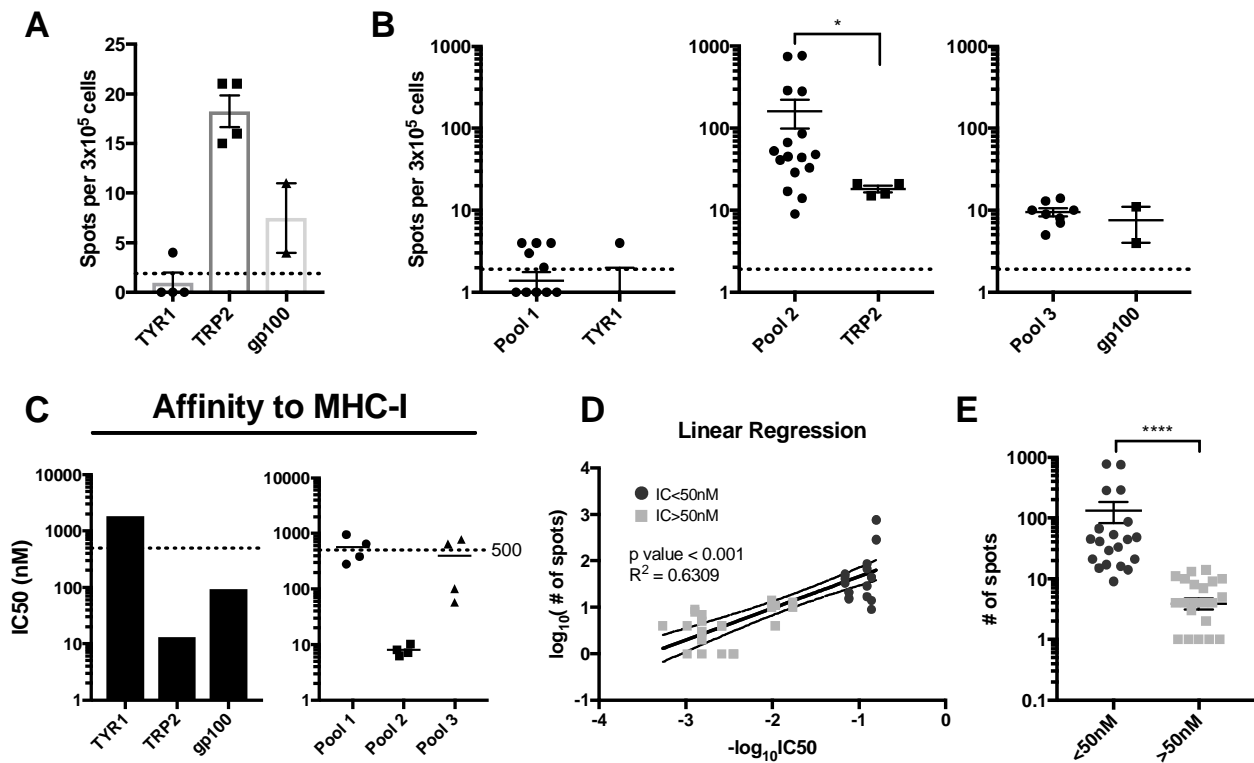 A
Spots per 3x10⁵ cells
25
20
15
10
5
0
TYR1
TRP2
gp100
B
Spots per 3x10⁵ cells
1000
100
10
1
Pool 1
TYR1
*
1000
100
10
1
Pool 2
TRP2
1000
100
10
1
Pool 3
gp100
C
Affinity to MHC-I
IC50 (nM)
10000
1000
100
10
1
TYR1
TRP2
gp100
10000
1000
100
10
1
500
Pool 1
Pool 2
Pool 3
D
Linear Regression
log₁₀( # of spots)
4
3
2
1
0
-1
IC<50nM
IC>50nM
p value < 0.001
R² = 0.6309
-4
-3
-2
-1
0
-log₁₀IC50
E
****
# of spots
1000
100
10
1
0.1
<50nM
>50nM